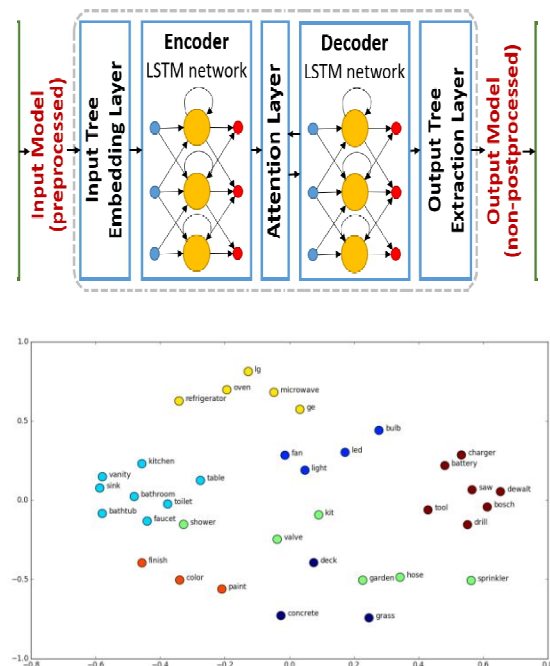 Input Model
(preprocessed)
Input Tree
Embedding Layer
Encoder
LSTM network
Attention Layer
Decoder
LSTM network
Output Tree
Extraction Layer
Output Model
(non-postprocessed)
1.0
lg
oven
microwave
refrigerator
ge
0.5
bulb
fan
led
charger
light
battery
kitchen
vanity
table
sink
saw
dewalt
bathroom
0.0
toilet
bosch
tool
bathtub
kit
faucet
shower
drill
valve
finish
deck
color
garden
hose
sprinkler
−0.5
paint
concrete
grass
−1.0
−0.8
−0.6
−0.4
−0.2
0.0
0.2
0.4
0.6
0.8